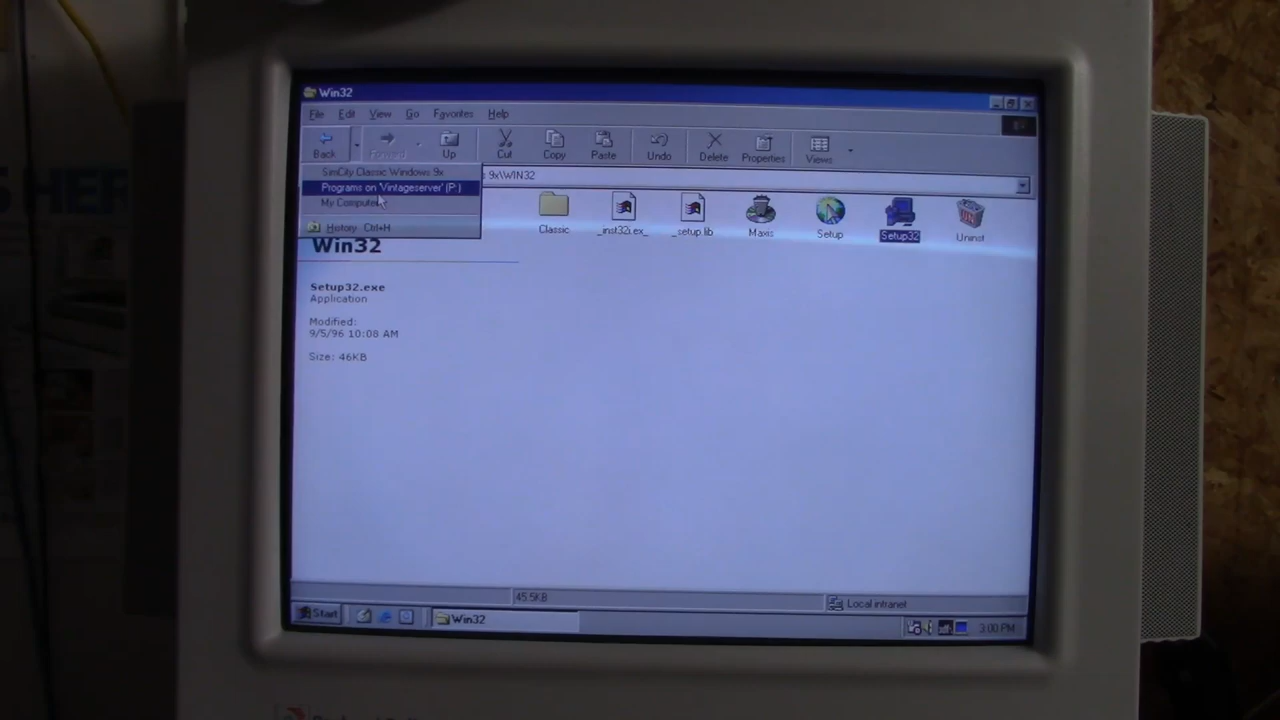 Win32
File Edit View Go Favorites Help
Back Forward Up Cut Copy Paste Undo Delete Properties Views
SimCity Classic Windows 9x
s 9x\WIN32
Programs on 'Vintageserver' (P:)
My Computer
History Ctrl+H
Classic _inst32i.ex_ _setup.lib Maxis Setup Setup32 Uninst
Win32
Setup32.exe
Application
Modified:
9/5/96 10:08 AM
Size: 46KB
45.5KB Local intranet
Start Win32 3:00 PM
S HER